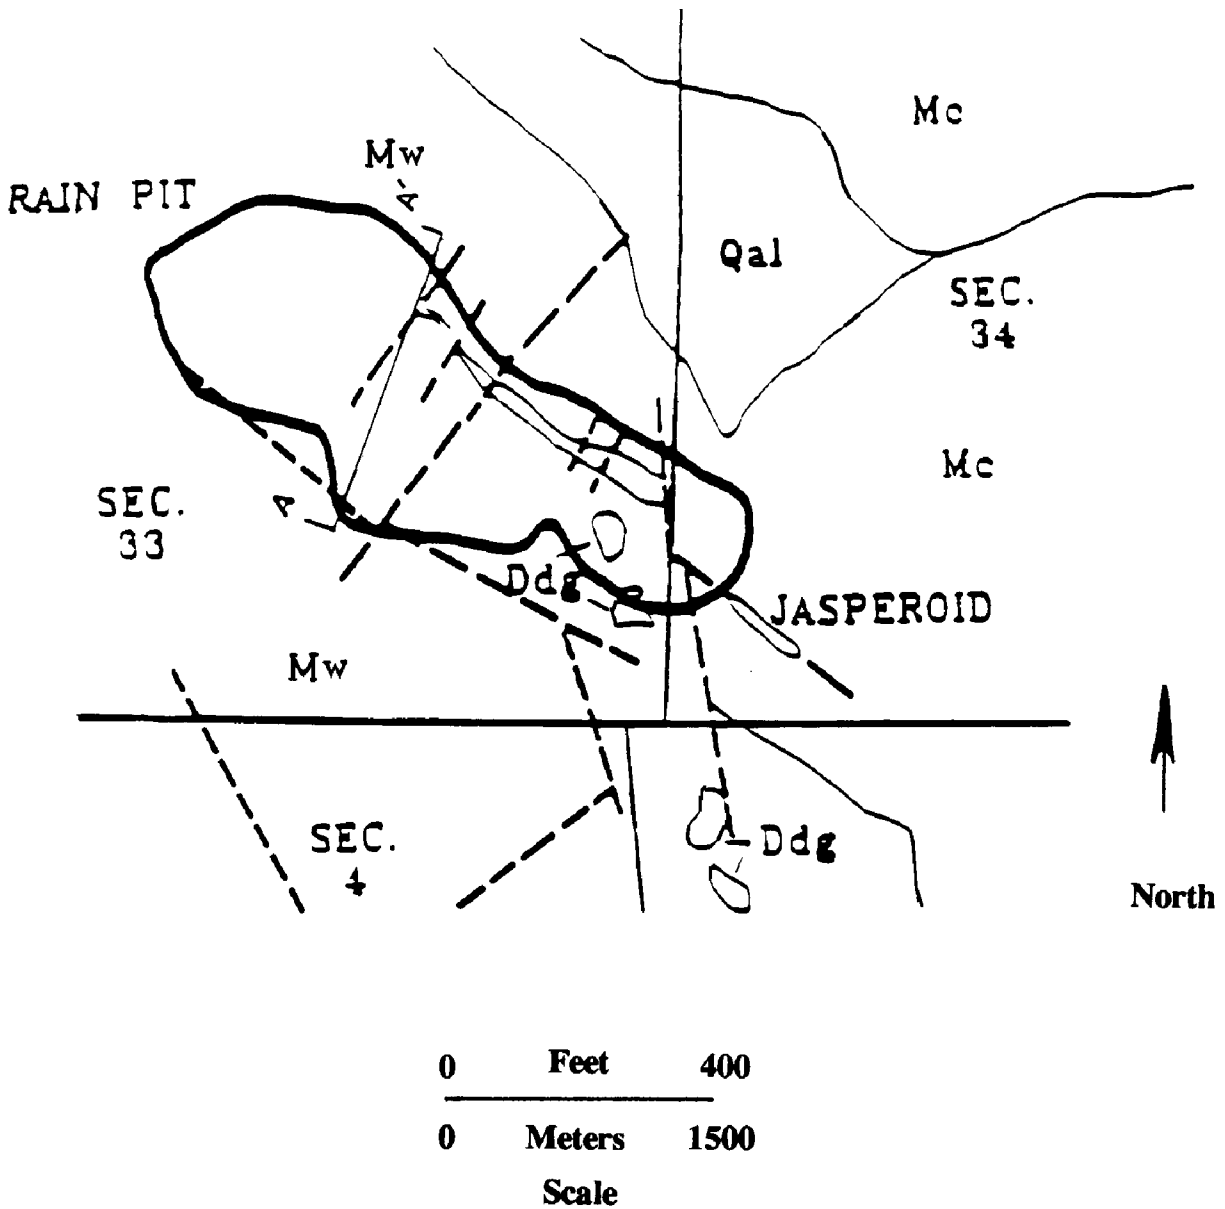 Mc
Mw
A'
RAIN PIT
Qal
SEC.
34
Mc
SEC.
33
A
Ddg
JASPEROID
Mw
SEC.
4
Ddg
North
0 Feet 400
0 Meters 1500
Scale